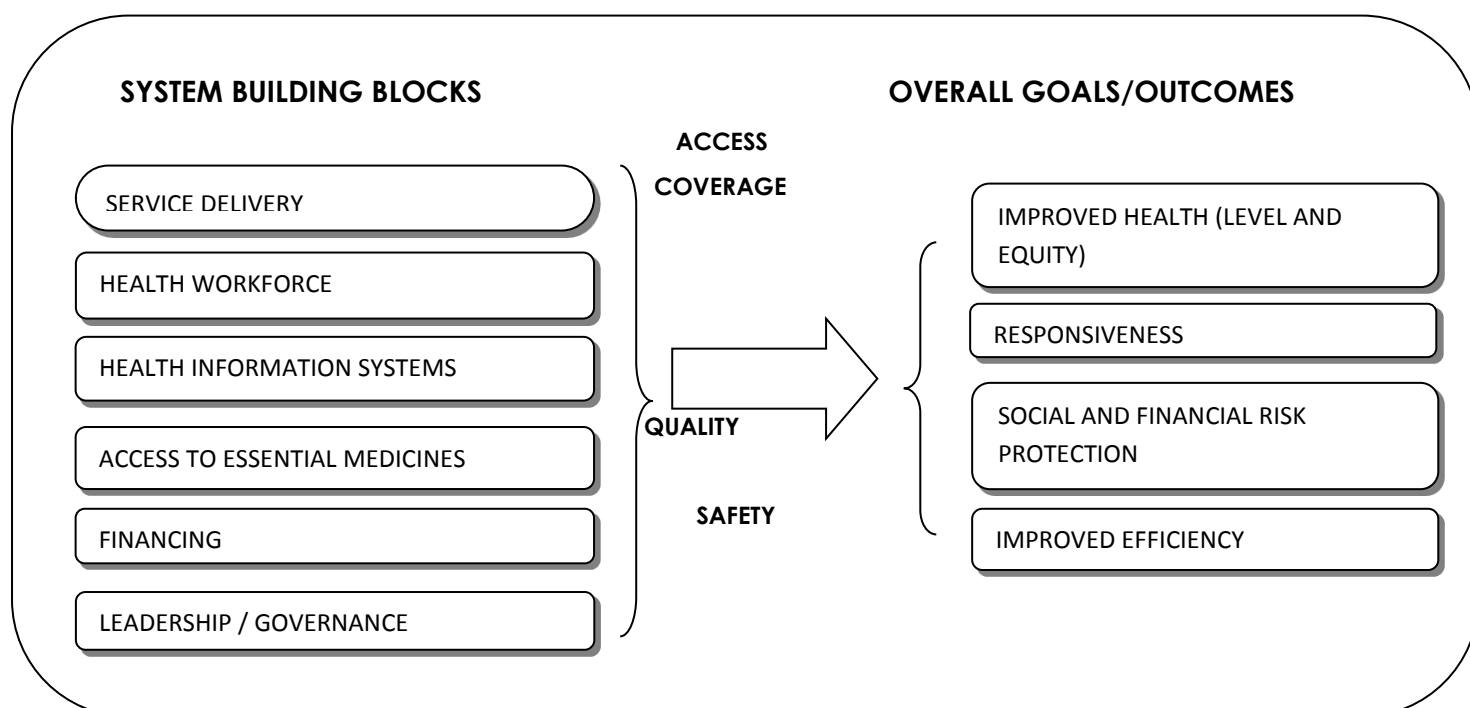 SYSTEM BUILDING BLOCKS
OVERALL GOALS/OUTCOMES
SERVICE DELIVERY
HEALTH WORKFORCE
HEALTH INFORMATION SYSTEMS
ACCESS TO ESSENTIAL MEDICINES
FINANCING
LEADERSHIP / GOVERNANCE
ACCESS
COVERAGE
QUALITY
SAFETY
IMPROVED HEALTH (LEVEL AND
EQUITY)
RESPONSIVENESS
SOCIAL AND FINANCIAL RISK
PROTECTION
IMPROVED EFFICIENCY